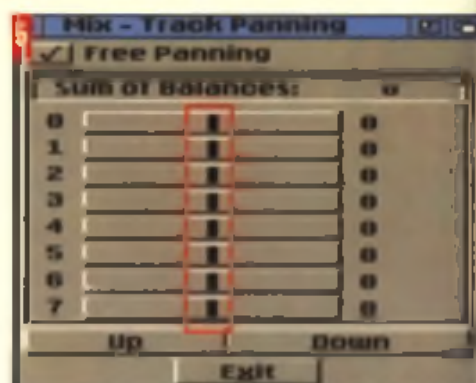 Mix - Track Panning
✓ Free Panning
Sum of Balances: 0
0 0
1 0
2 0
3 0
4 0
5 0
6 0
7 0
Up Down
Exit